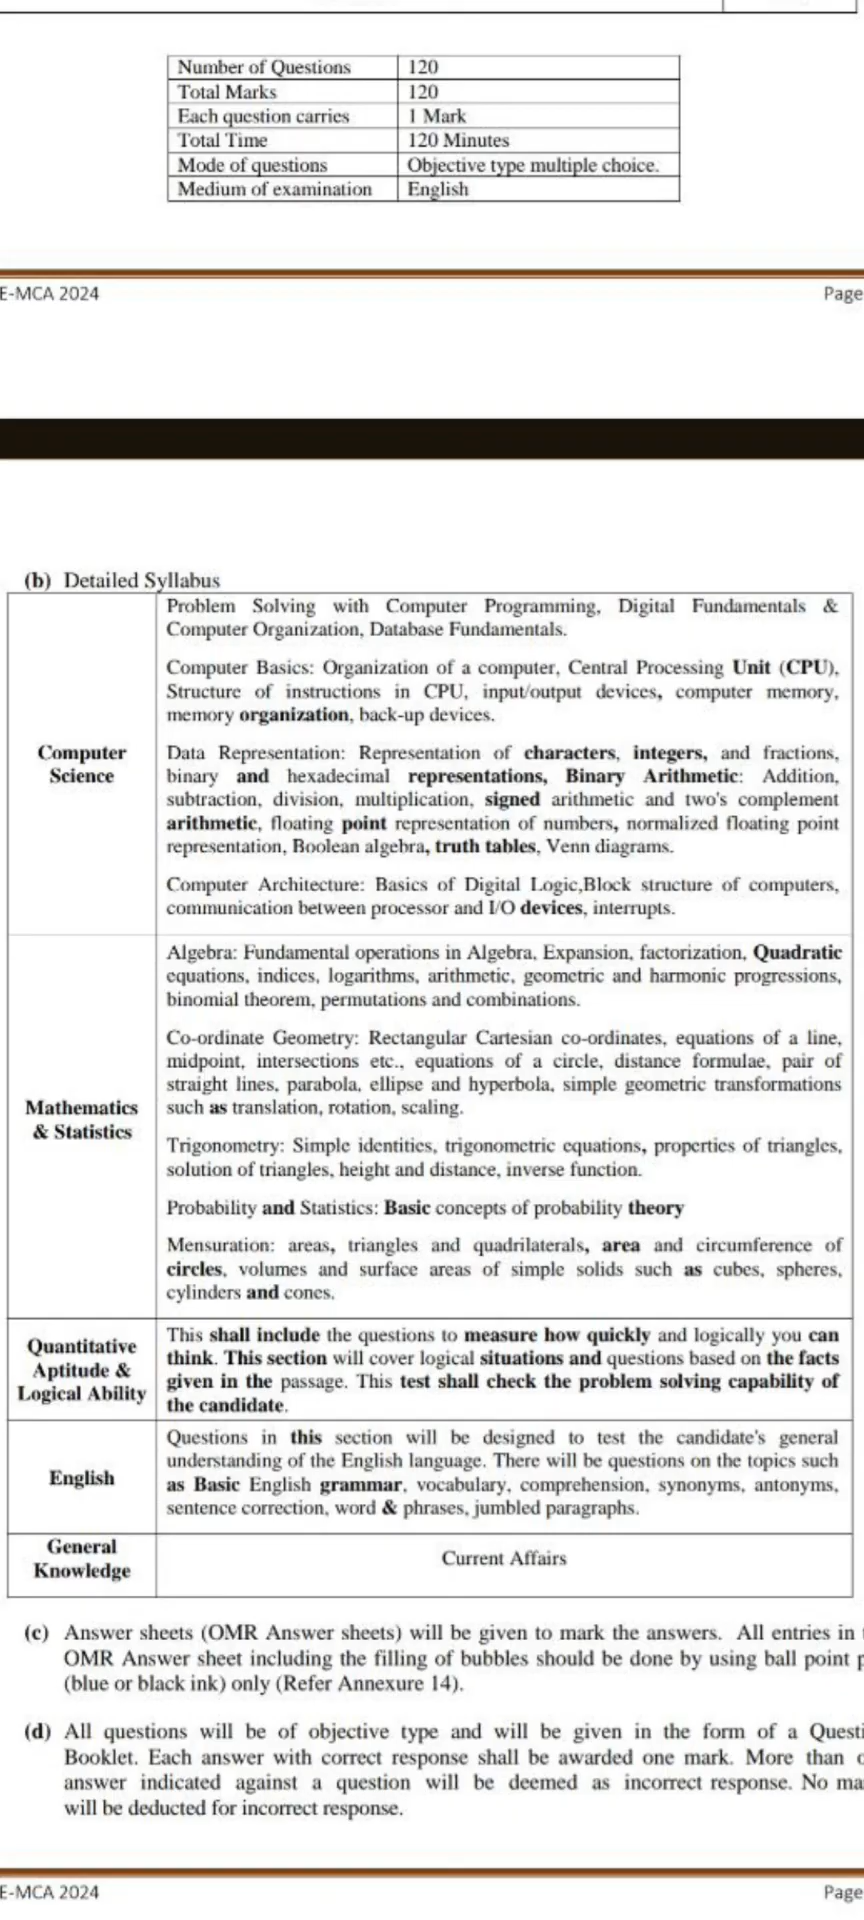 Number of Questions 120
Total Marks 120
Each question carries 1 Mark
Total Time 120 Minutes
Mode of questions Objective type multiple choice.
Medium of examination English
E-MCA 2024 Page
(b) Detailed Syllabus
Problem Solving with Computer Programming, Digital Fundamentals &
Computer Organization, Database Fundamentals.
Computer Basics: Organization of a computer, Central Processing Unit (CPU),
Structure of instructions in CPU, input/output devices, computer memory,
memory organization, back-up devices.
Computer
Science
Data Representation: Representation of characters, integers, and fractions,
binary and hexadecimal representations, Binary Arithmetic: Addition,
subtraction, division, multiplication, signed arithmetic and two's complement
arithmetic, floating point representation of numbers, normalized floating point
representation, Boolean algebra, truth tables, Venn diagrams.
Computer Architecture: Basics of Digital Logic,Block structure of computers,
communication between processor and I/O devices, interrupts.
Algebra: Fundamental operations in Algebra, Expansion, factorization, Quadratic
equations, indices, logarithms, arithmetic, geometric and harmonic progressions,
binomial theorem, permutations and combinations.
Co-ordinate Geometry: Rectangular Cartesian co-ordinates, equations of a line,
midpoint, intersections etc., equations of a circle, distance formulae, pair of
straight lines, parabola, ellipse and hyperbola, simple geometric transformations
such as translation, rotation, scaling.
Mathematics
& Statistics
Trigonometry: Simple identities, trigonometric equations, properties of triangles,
solution of triangles, height and distance, inverse function.
Probability and Statistics: Basic concepts of probability theory
Mensuration: areas, triangles and quadrilaterals, area and circumference of
circles, volumes and surface areas of simple solids such as cubes, spheres,
cylinders and cones.
Quantitative
Aptitude &
Logical Ability
This shall include the questions to measure how quickly and logically you can
think. This section will cover logical situations and questions based on the facts
given in the passage. This test shall check the problem solving capability of
the candidate.
English
Questions in this section will be designed to test the candidate's general
understanding of the English language. There will be questions on the topics such
as Basic English grammar, vocabulary, comprehension, synonyms, antonyms,
sentence correction, word & phrases, jumbled paragraphs.
General
Knowledge
Current Affairs
(c) Answer sheets (OMR Answer sheets) will be given to mark the answers. All entries in
OMR Answer sheet including the filling of bubbles should be done by using ball point
(blue or black ink) only (Refer Annexure 14).
(d) All questions will be of objective type and will be given in the form of a Questi
Booklet. Each answer with correct response shall be awarded one mark. More than
answer indicated against a question will be deemed as incorrect response. No ma
will be deducted for incorrect response.
E-MCA 2024 Page